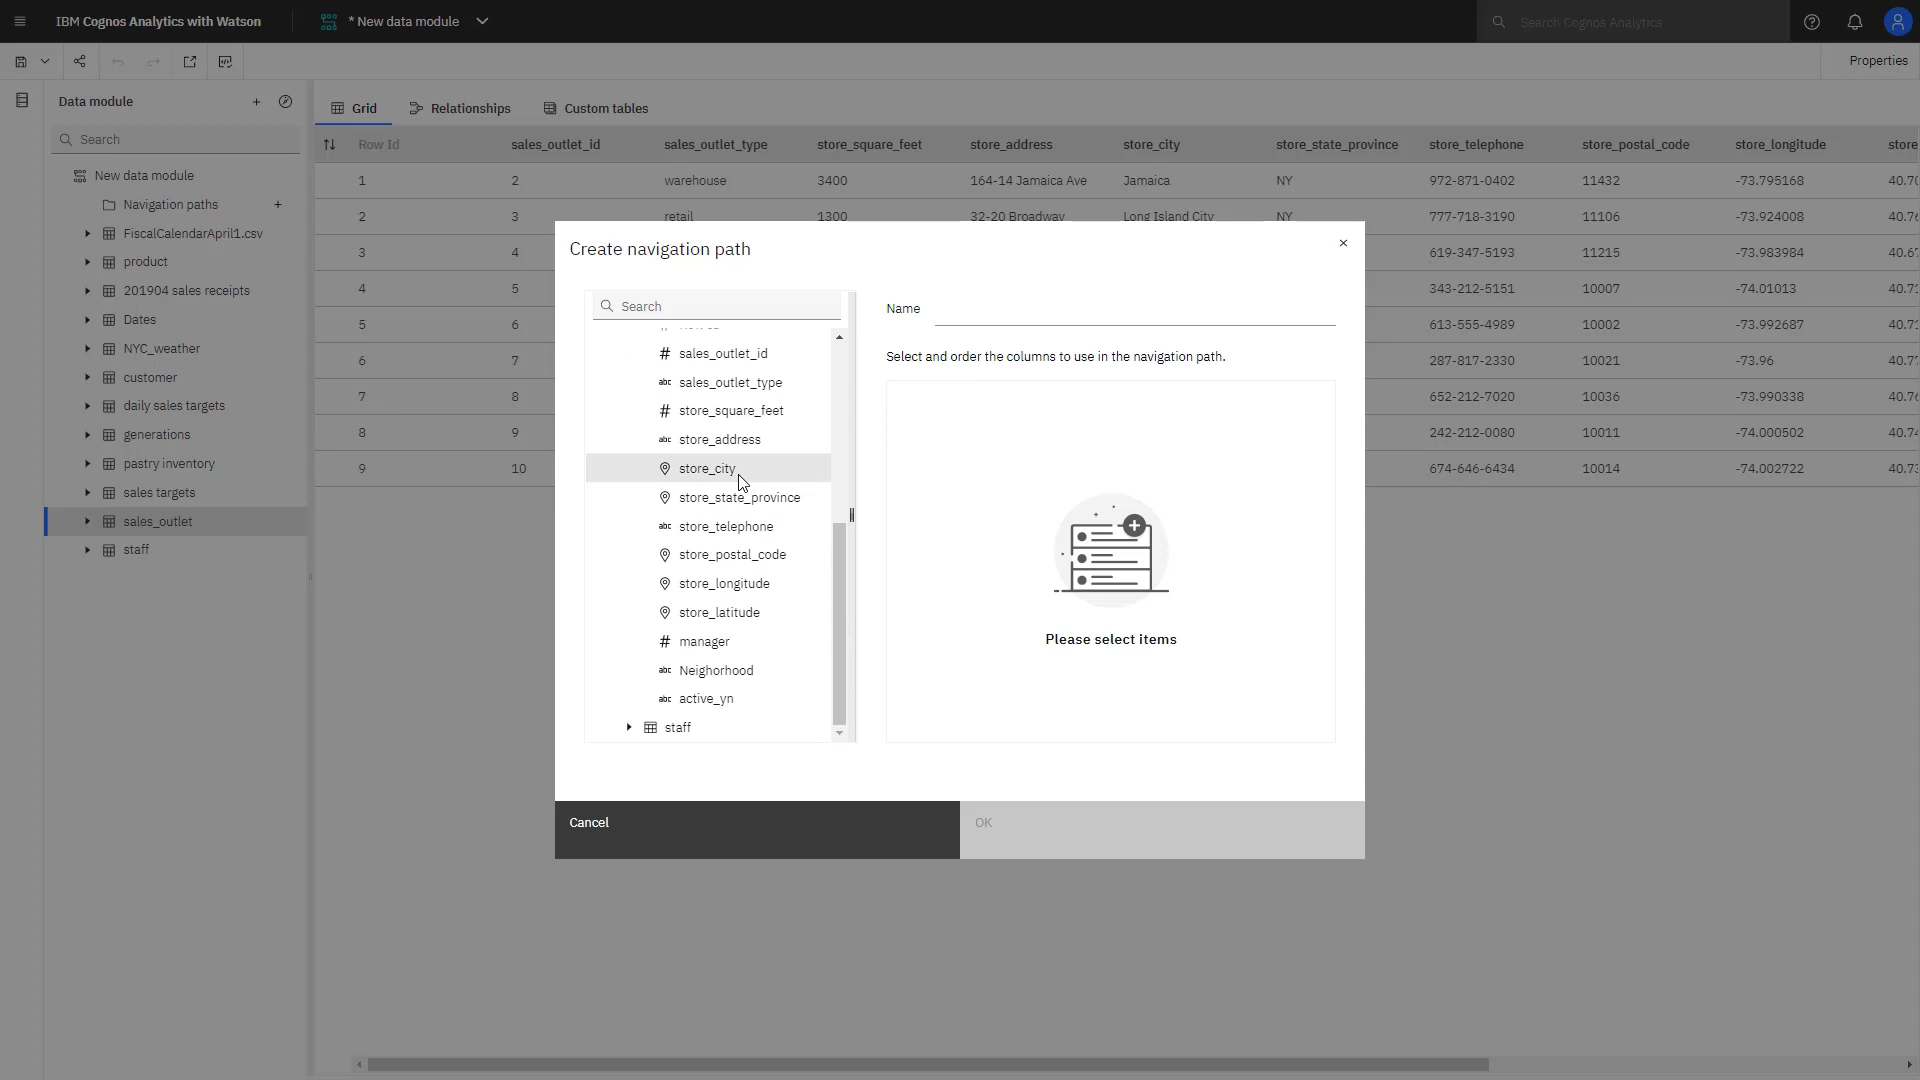 IBM Cognos Analytics with Watson
* New data module
Search Cognos Analytics
Properties
Data module
Search
New data module
Navigation paths
FiscalCalendarApril1.csv
product
201904 sales receipts
Dates
NYC_weather
customer
daily sales targets
generations
pastry inventory
sales targets
sales_outlet
staff
Grid
Relationships
Custom tables
Row Id sales_outlet_id sales_outlet_type store_square_feet store_address store_city store_state_province store_telephone store_postal_code store_longitude store
1 2 warehouse 3400 164-14 Jamaica Ave Jamaica NY 972-871-0402 11432 -73.795168
2 3 retail 1300 32-20 Broadway Long Island City NY 777-718-3190 11106 -73.924008
3 4 619-347-5193 11215 -73.983984
4 5 343-212-5151 10007 -74.01013
5 6 613-555-4989 10002 -73.992687
6 7 287-817-2330 10021 -73.96
7 8 652-212-7020 10036 -73.990338
8 9 242-212-0080 10011 -74.000502
9 10 674-646-6434 10014 -74.002722
Create navigation path
Search
# sales_outlet_id
abc sales_outlet_type
# store_square_feet
abc store_address
store_city
store_state_province
abc store_telephone
store_postal_code
store_longitude
store_latitude
# manager
abc Neighorhood
abc active_yn
staff
Name
Select and order the columns to use in the navigation path.
Please select items
Cancel
OK